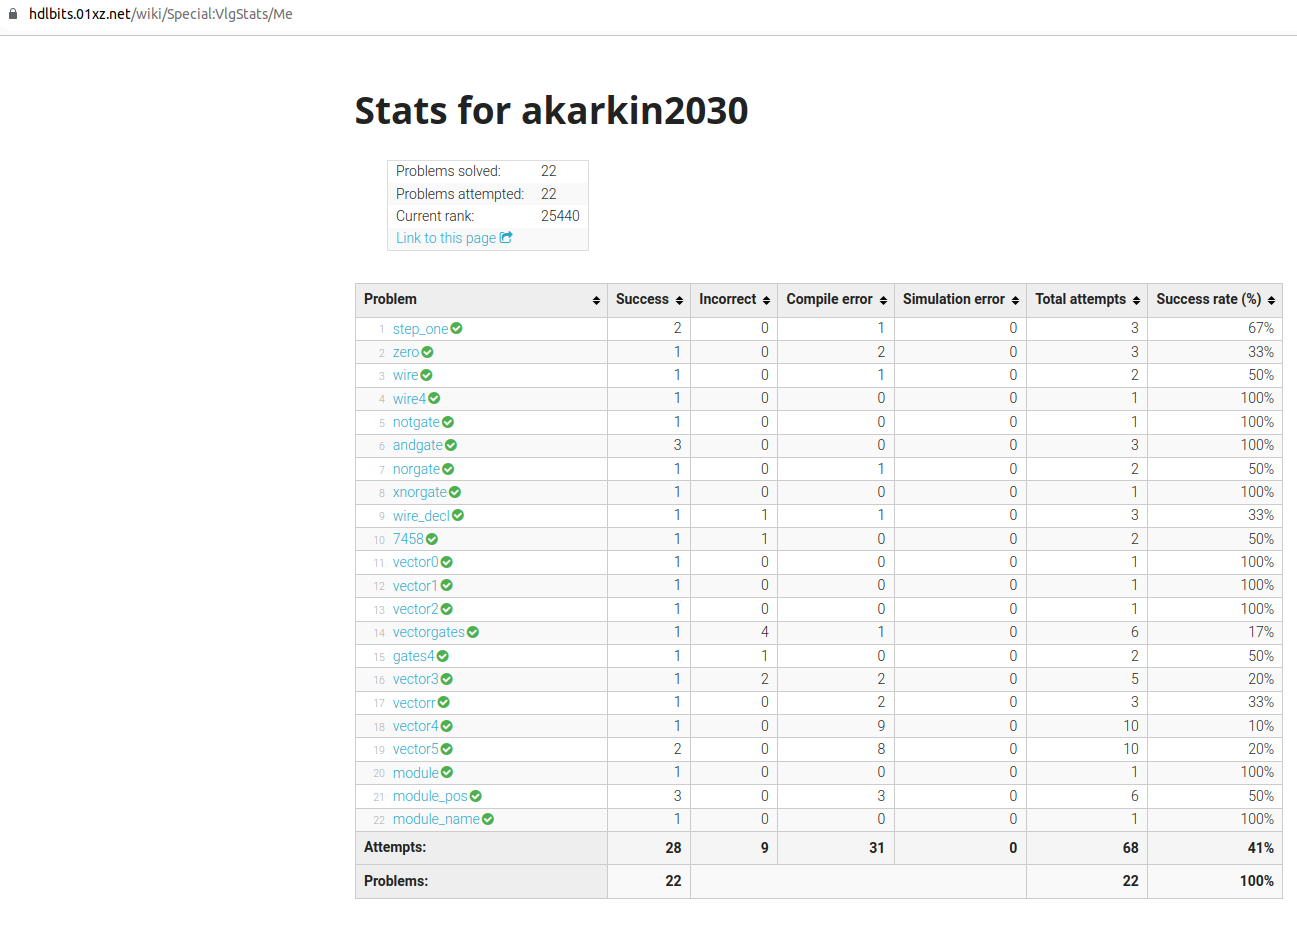 hdlbits.01xz.net/wiki/Special:VlgStats/Me
Stats for akarkin2030
Problems solved: 22
Problems attempted: 22
Current rank: 25440
Link to this page
Problem Success Incorrect Compile error Simulation error Total attempts Success rate (%)
1 step_one 2 0 1 0 3 67%
2 zero 1 0 2 0 3 33%
3 wire 1 0 1 0 2 50%
4 wire4 1 0 0 0 1 100%
5 notgate 1 0 0 0 1 100%
6 andgate 3 0 0 0 3 100%
7 norgate 1 0 1 0 2 50%
8 xnorgate 1 0 0 0 1 100%
9 wire_decl 1 1 1 0 3 33%
10 7458 1 1 0 0 2 50%
11 vector0 1 0 0 0 1 100%
12 vector1 1 0 0 0 1 100%
13 vector2 1 0 0 0 1 100%
14 vectorgates 1 4 1 0 6 17%
15 gates4 1 1 0 0 2 50%
16 vector3 1 2 2 0 5 20%
17 vectorr 1 0 2 0 3 33%
18 vector4 1 0 9 0 10 10%
19 vector5 2 0 8 0 10 20%
20 module 1 0 0 0 1 100%
21 module_pos 3 0 3 0 6 50%
22 module_name 1 0 0 0 1 100%
Attempts: 28 9 31 0 68 41%
Problems: 22 22 100%